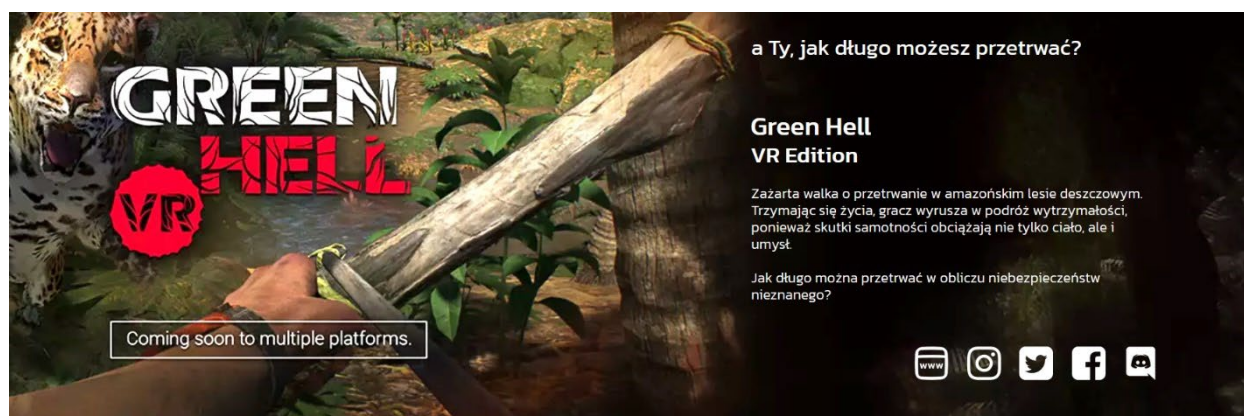 GREEN
HELL
VR
Coming soon to multiple platforms.
a Ty, jak długo możesz przetrwać?
Green Hell
VR Edition
Zażarta walka o przetrwanie w amazońskim lesie deszczowym.
Trzymając się życia, gracz wyrusza w podróż wytrzymałości,
ponieważ skutki samotności obciążają nie tylko ciało, ale i
umysł.
Jak długo można przetrwać w obliczu niebezpieczeństw
nieznanego?
www